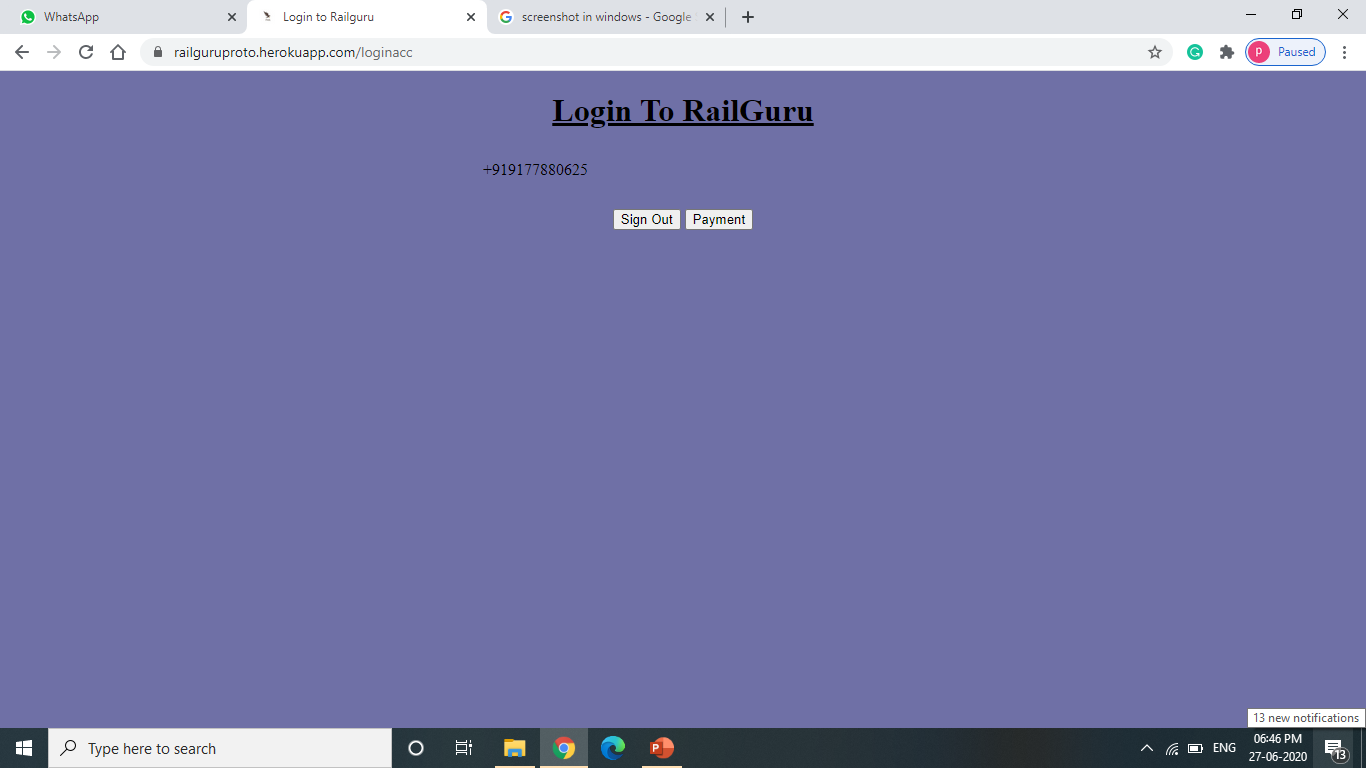 WhatsApp
Login to Railguru
screenshot in windows - Google
railguruproto.herokuapp.com/loginacc
P
Paused
Login To RailGuru
+919177880625
Sign Out
Payment
13 new notifications
Type here to search
ENG
06:46 PM
27-06-2020
13